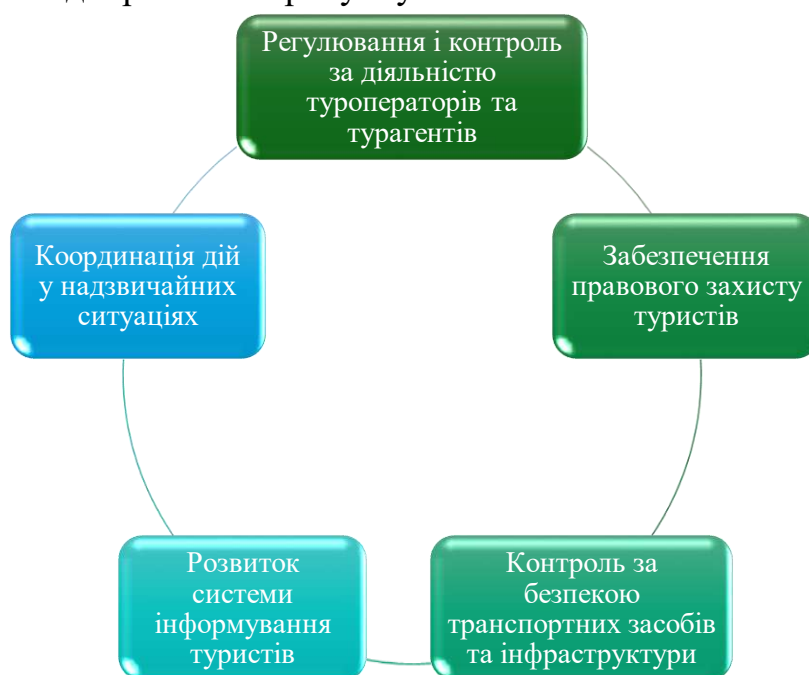 Регулювання і контроль
за діяльністю
туроператорів та
турагентів
Забезпечення
правового захисту
туристів
Контроль за
безпекою
транспортних засобів
та інфраструктури
Розвиток
системи
інформування
туристів
Координація дій
у надзвичайних
ситуаціях